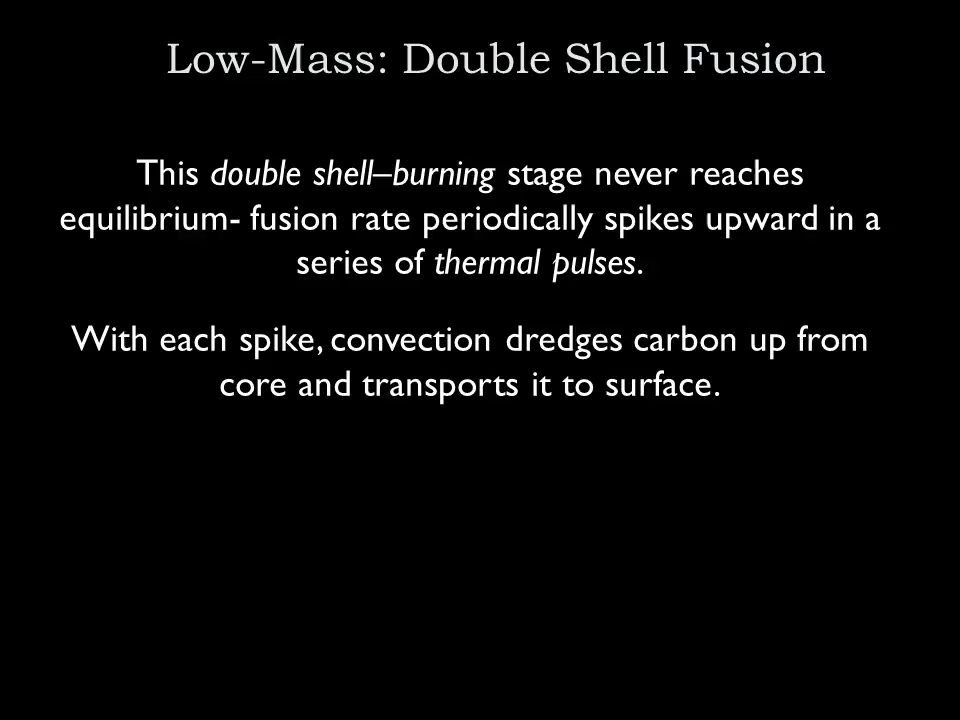 Low-Mass: Double Shell Fusion
This double shell–burning stage never reaches
equilibrium- fusion rate periodically spikes upward in a
series of thermal pulses.
With each spike, convection dredges carbon up from
core and transports it to surface.